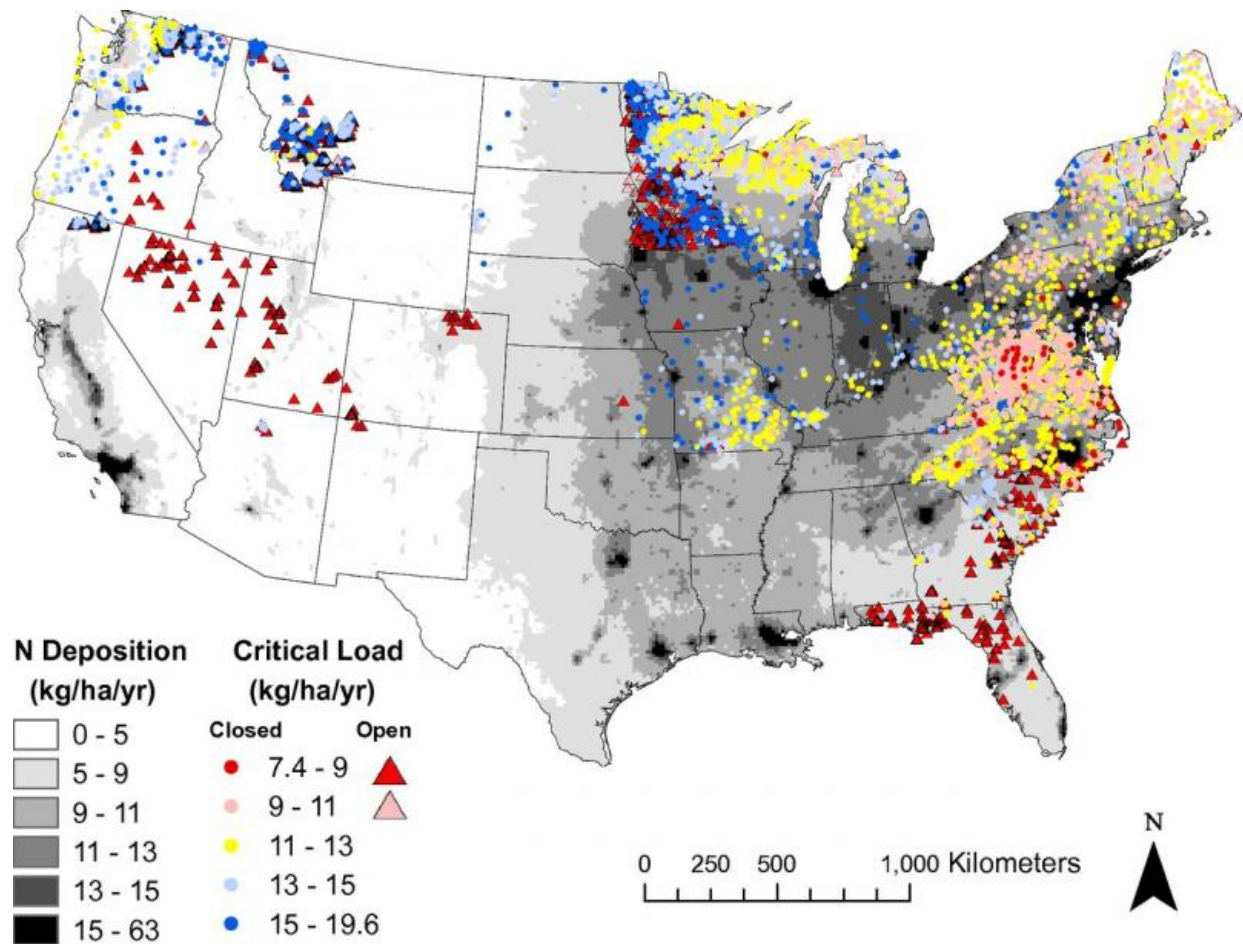 N Deposition
(kg/ha/yr)
0 - 5
5 - 9
9 - 11
11 - 13
13 - 15
15 - 63
Critical Load
(kg/ha/yr)
Closed Open
7.4 - 9
9 - 11
11 - 13
13 - 15
15 - 19.6
0 250 500 1,000 Kilometers
N